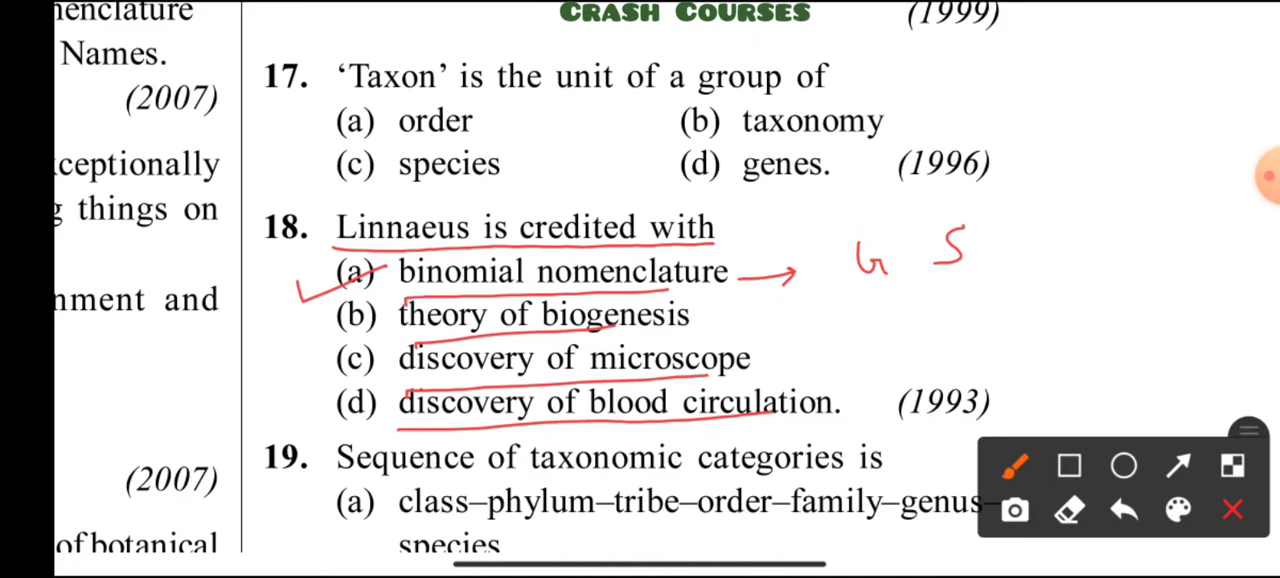 nenclature
Names.
(2007)
ceptionally
things on
nment and
(2007)
of botanical
CRASH COURSES
(1999)
17. ‘Taxon’ is the unit of a group of
(a) order (b) taxonomy
(c) species (d) genes. (1996)
18. Linnaeus is credited with
(a) binomial nomenclature → G S
(b) theory of biogenesis
(c) discovery of microscope
(d) discovery of blood circulation. (1993)
19. Sequence of taxonomic categories is
(a) class–phylum–tribe–order–family–genus–
species